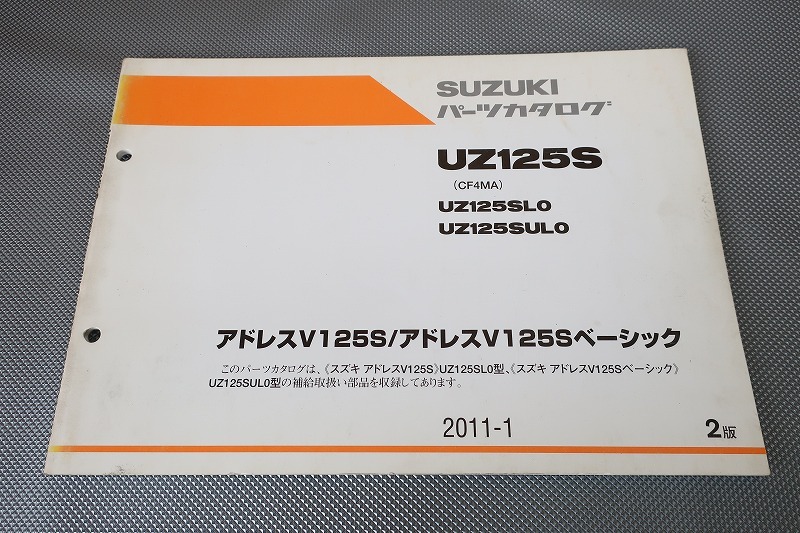 SUZUKI
パーツカタログ
UZ125S
(CF4MA)
UZ125SL0
UZ125SUL0
アドレスV125S/アドレスV125Sベーシック
このパーツカタログは、《スズキ アドレスV125S》UZ125SL0型、《スズキ アドレスV125Sベーシック》
UZ125SUL0型の補給取扱い部品を収録してあります。
2011-1
2版